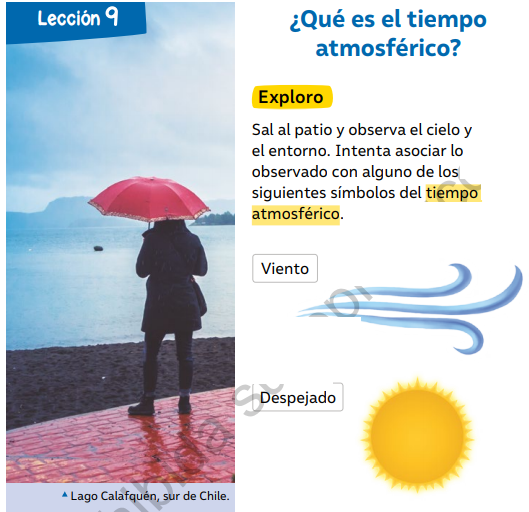 Lección 9
¿Qué es el tiempo
atmosférico?
Exploro
Sal al patio y observa el cielo y
el entorno. Intenta asociar lo
observado con alguno de los
siguientes símbolos del tiempo
atmosférico.
Viento
Despejado
▲ Lago Calafquén, sur de Chile.